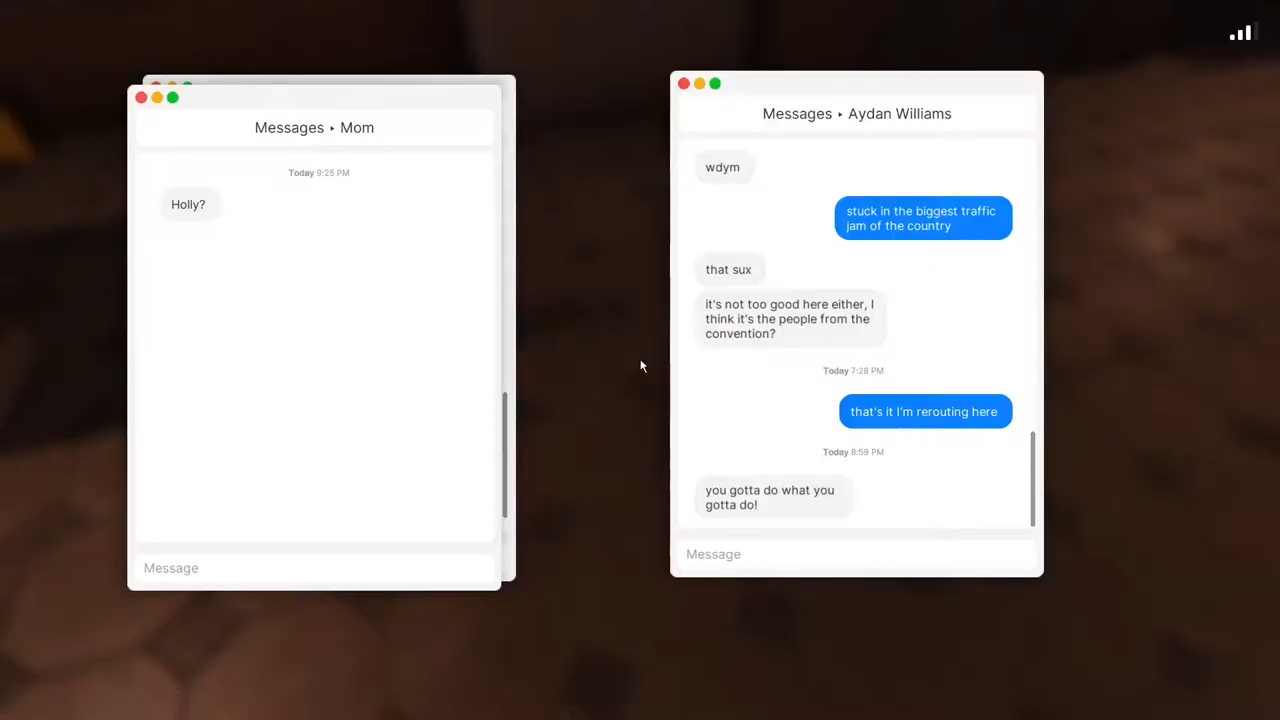 Messages ‣ Mom
Today 9:25 PM
Holly?
Message
Messages ‣ Aydan Williams
wdym
stuck in the biggest traffic
jam of the country
that sux
it's not too good here either, I
think it's the people from the
convention?
Today 7:28 PM
that's it I'm rerouting here
Today 8:59 PM
you gotta do what you
gotta do!
Message